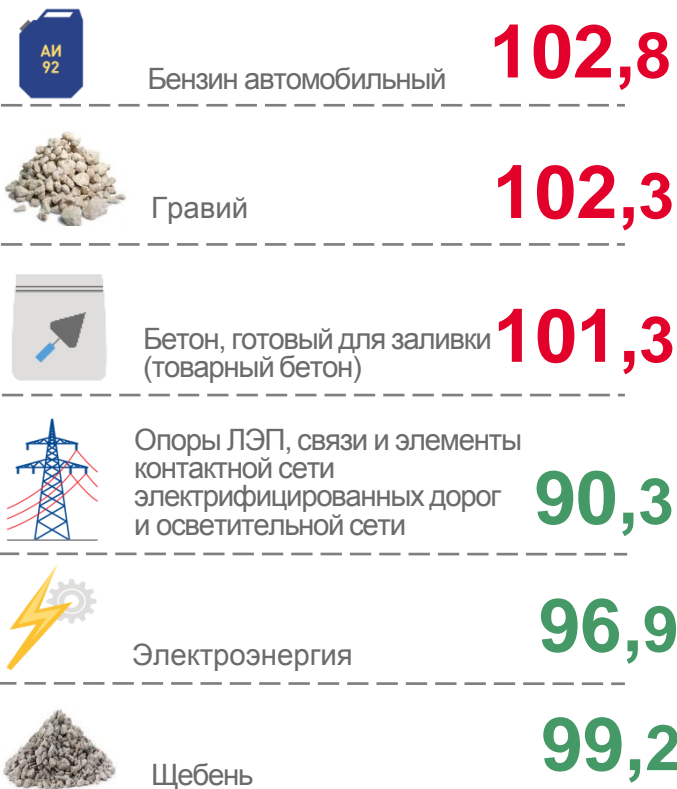 АИ
92
Бензин автомобильный
102,8
Гравий
102,3
Бетон, готовый для заливки
(товарный бетон)
101,3
Опоры ЛЭП, связи и элементы
контактной сети
электрифицированных дорог
и осветительной сети
90,3
Электроэнергия
96,9
Щебень
99,2